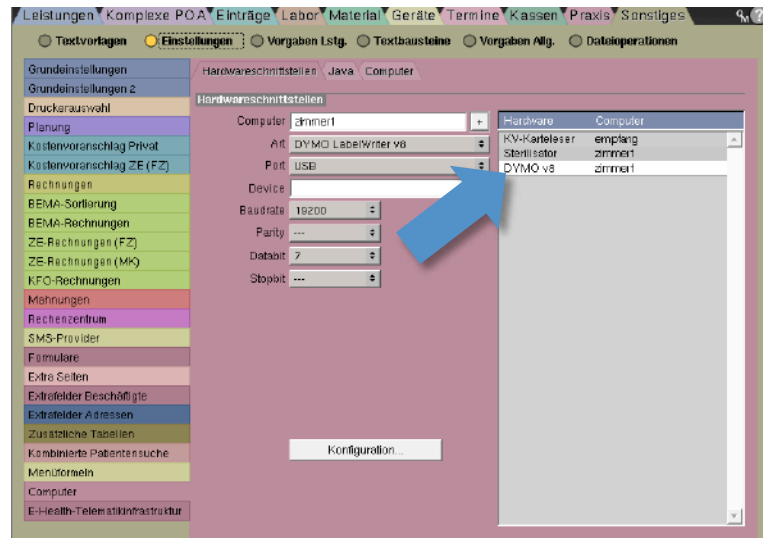 Leistungen Komplexe POA Einträge Labor Material Geräte Termine Kassen Praxis Sonstiges
Textvorlagen Einstellungen Vorgaben Lstg. Textbausteine Vorgaben Allg. Dateioperationen
Grundeinstellungen
Grundeinstellungen 2
Druckerauswahl
Planung
Kostenvoranschlag Privat
Kostenvoranschlag ZE (FZ)
Rechnungen
BEMA-Sortierung
BEMA-Rechnungen
ZE-Rechnungen (FZ)
ZE-Rechnungen (MK)
KFO-Rechnungen
Mahnungen
Rechenzentrum
SMS-Provider
Formulare
Extra Seiten
Extrafelder Beschäftigte
Extrafelder Adressen
Zusätzliche Tabellen
Kombinierte Patientensuche
Menüformeln
Computer
E-Health-Telematikinfrastruktur
Hardwareschnittstellen Java Computer
Hardwareschnittstellen
Computer zimmer1 +
Art DYMO LabelWriter v8
Port USB
Device
Baudrate 19200
Parity ---
Databit 7
Stopbit ---
Konfiguration...
Hardware Computer
KV-Karteleser empfang
Sterilisator zimmer1
DYMO v8 zimmer1